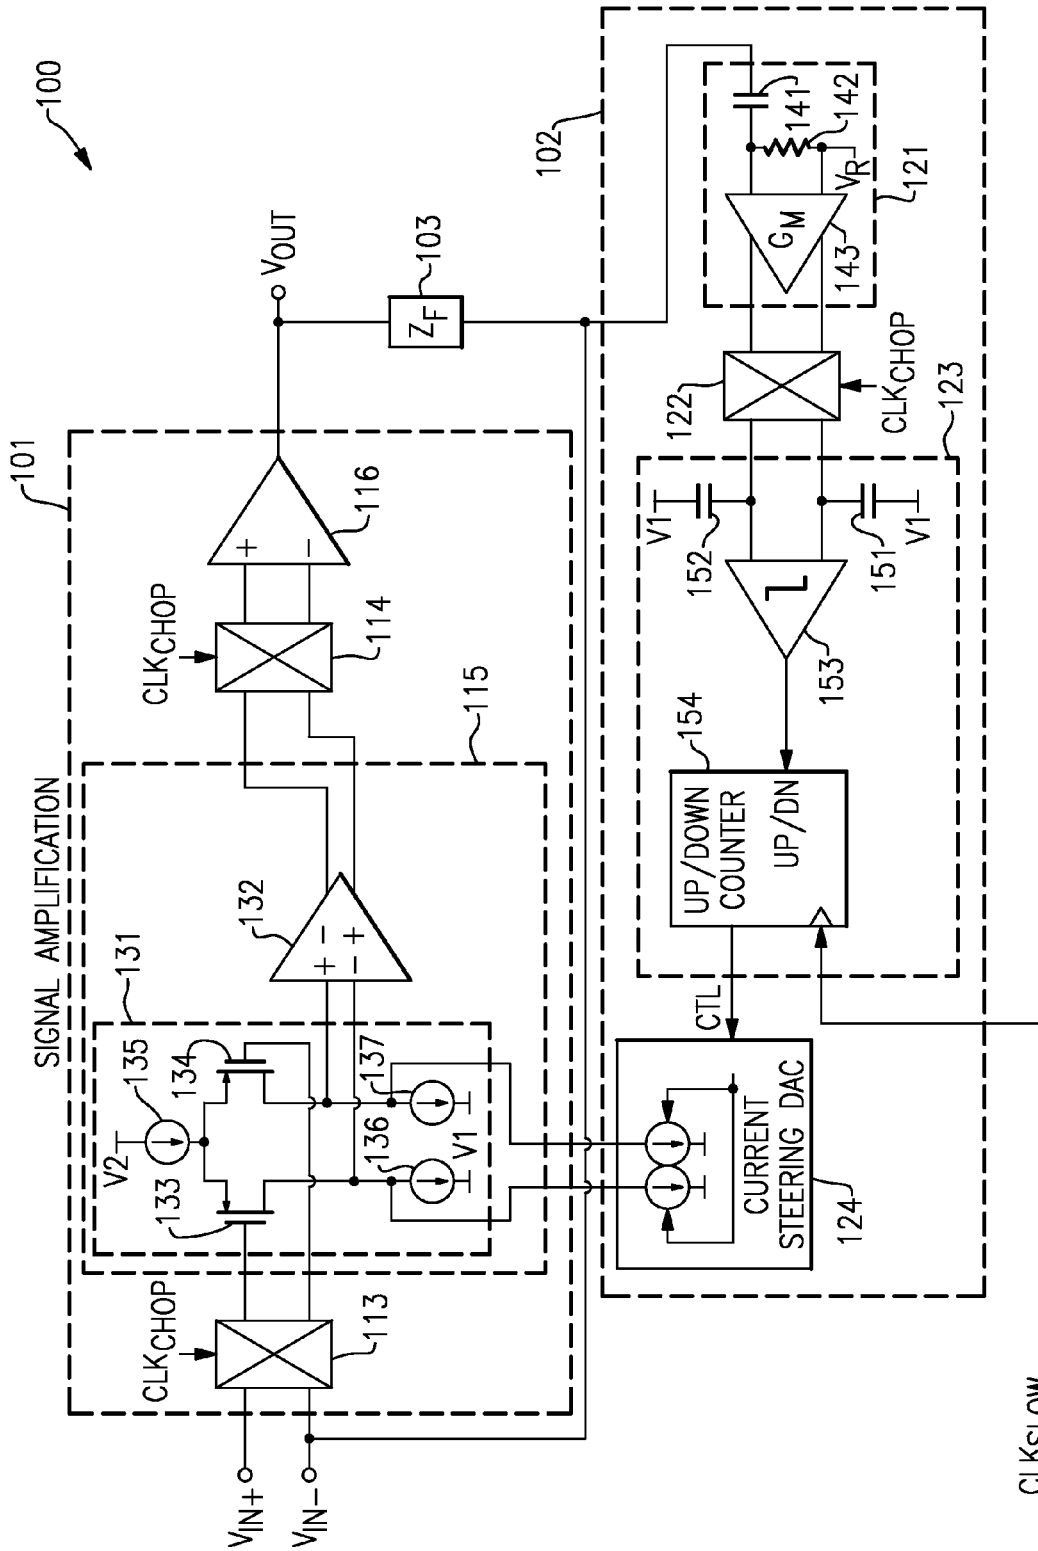 100
101
SIGNAL AMPLIFICATION
115
131
V2
135
133
134
136
137
V1
132
VIN+
VIN-
CLKCHOP
113
CLKCHOP
114
+
-
116
+ -
- +
VOUT
ZF
103
102
141
142
VR
121
GM
143
122
CLKCHOP
123
V1
152
151
V1
153
154
UP/DOWN
COUNTER
UP/DN
CTL
CURRENT
STEERING DAC
124
CLKSLOW